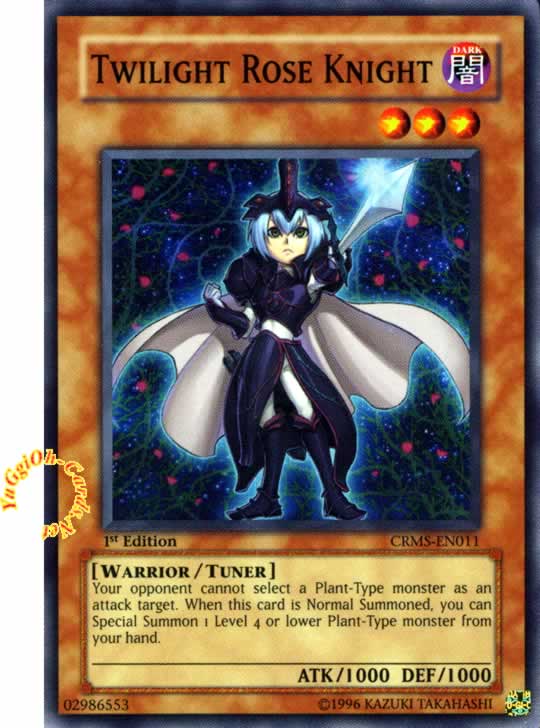 TWILIGHT ROSE KNIGHT
DARK
闇
YuGgiOh-Cards.Net
1st Edition
CRMS-EN011
[WARRIOR/TUNER]
Your opponent cannot select a Plant-Type monster as an
attack target. When this card is Normal Summoned, you can
Special Summon 1 Level 4 or lower Plant-Type monster from
your hand.
ATK/1000 DEF/1000
02986553
©1996 KAZUKI TAKAHASHI